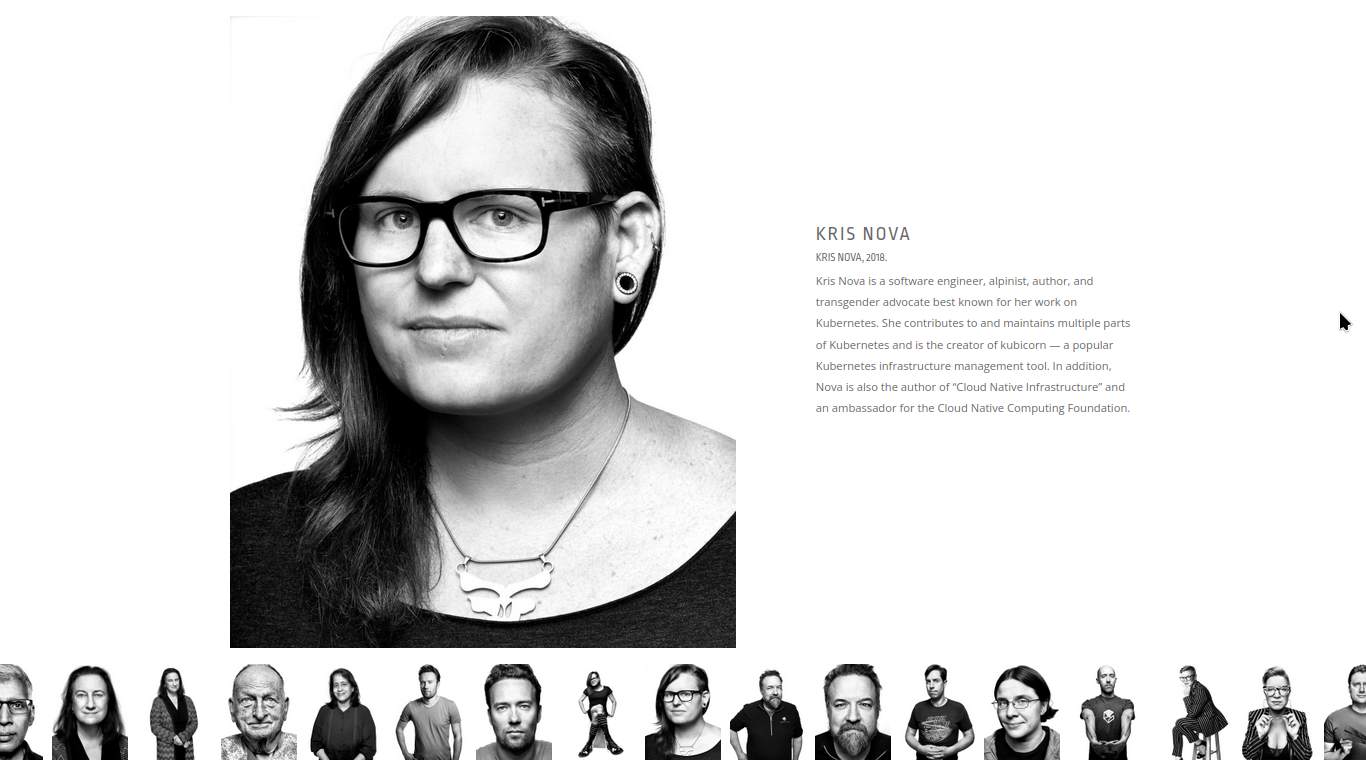 KRIS NOVA
KRIS NOVA, 2018.
Kris Nova is a software engineer, alpinist, author, and
transgender advocate best known for her work on
Kubernetes. She contributes to and maintains multiple parts
of Kubernetes and is the creator of kubicorn — a popular
Kubernetes infrastructure management tool. In addition,
Nova is also the author of “Cloud Native Infrastructure” and
an ambassador for the Cloud Native Computing Foundation.